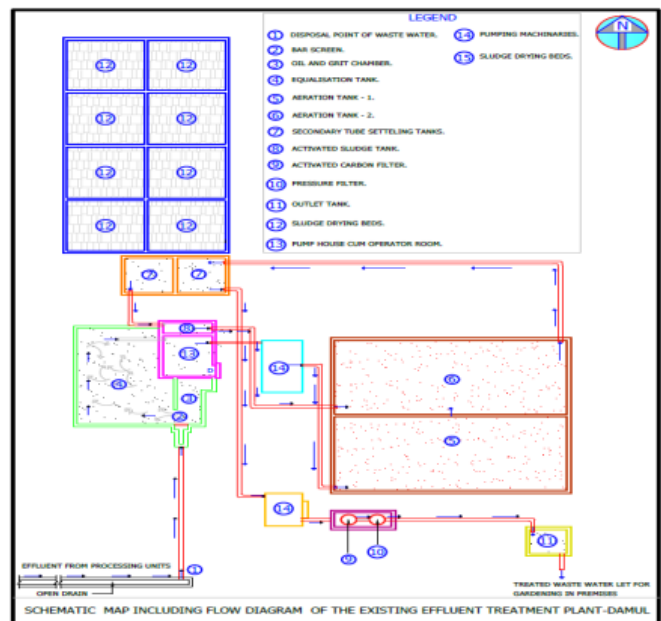 LEGEND
N
1 DISPOSAL POINT OF WASTE WATER.
2 BAR SCREEN.
3 OIL AND GRIT CHAMBER.
4 EQUALISATION TANK.
5 AERATION TANK - 1.
6 AERATION TANK - 2.
7 SECONDARY TUBE SETTELING TANKS.
8 ACTIVATED SLUDGE TANK.
9 ACTIVATED CARBON FILTER.
10 PRESSURE FILTER.
11 OUTLET TANK.
12 SLUDGE DRYING BEDS.
13 PUMP HOUSE CUM OPERATOR ROOM.
14 PUMPING MACHINARIES.
15 SLUDGE DRYING BEDS.
12 12
12 12
12 12
12 12
7 7
8
13
14
4
3
2
6
5
14
9 10
11
1
EFFLUENT FROM PROCESSING UNITS
OPEN DRAIN
TREATED WASTE WATER LET FOR
GARDENING IN PREMISES
SCHEMATIC MAP INCLUDING FLOW DIAGRAM OF THE EXISTING EFFLUENT TREATMENT PLANT-DAMUL